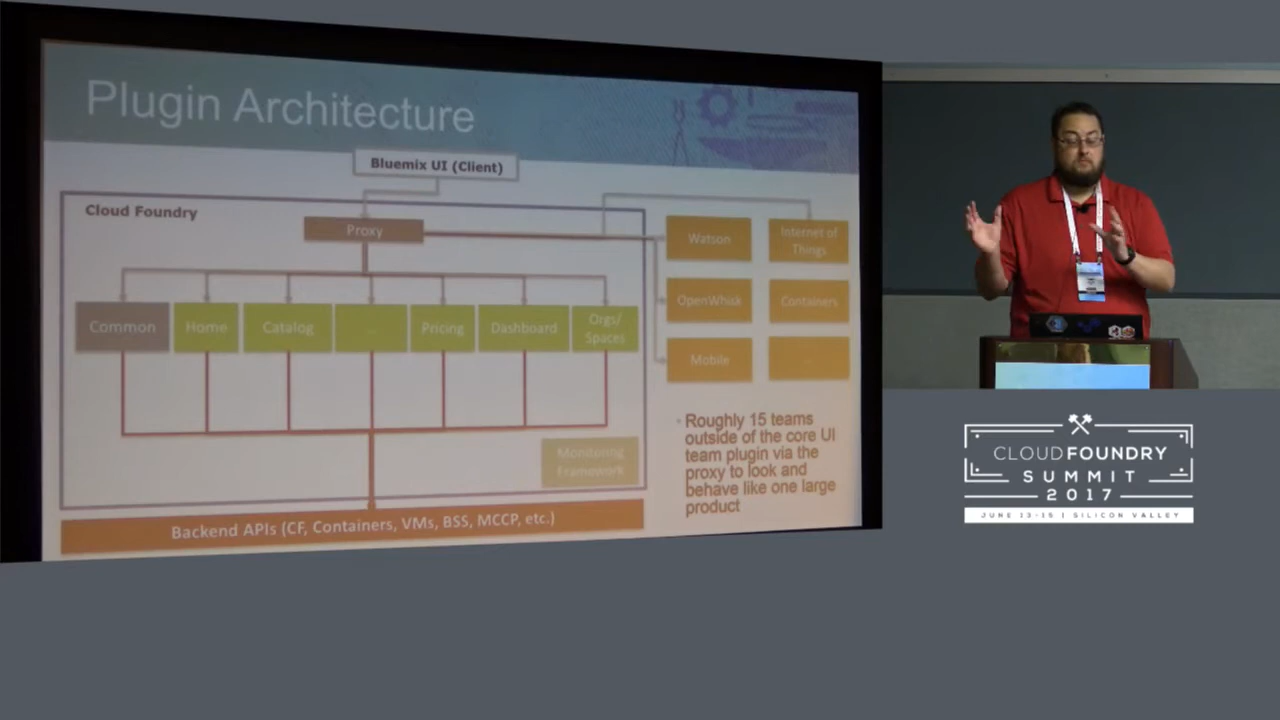 Plugin Architecture
Bluemix UI (Client)
Cloud Foundry
Proxy
Watson
Internet of
Things
OpenWhisk
Containers
Mobile
Common
Home
Catalog
...
Pricing
Dashboard
Orgs/
Spaces
Monitoring
Framework
Roughly 15 teams
outside of the core UI
team plugin via the
proxy to look and
behave like one large
product
Backend APIs (CF, Containers, VMs, BSS, MCCP, etc.)
CLOUD FOUNDRY
SUMMIT
2017
JUNE 13-15 | SILICON VALLEY